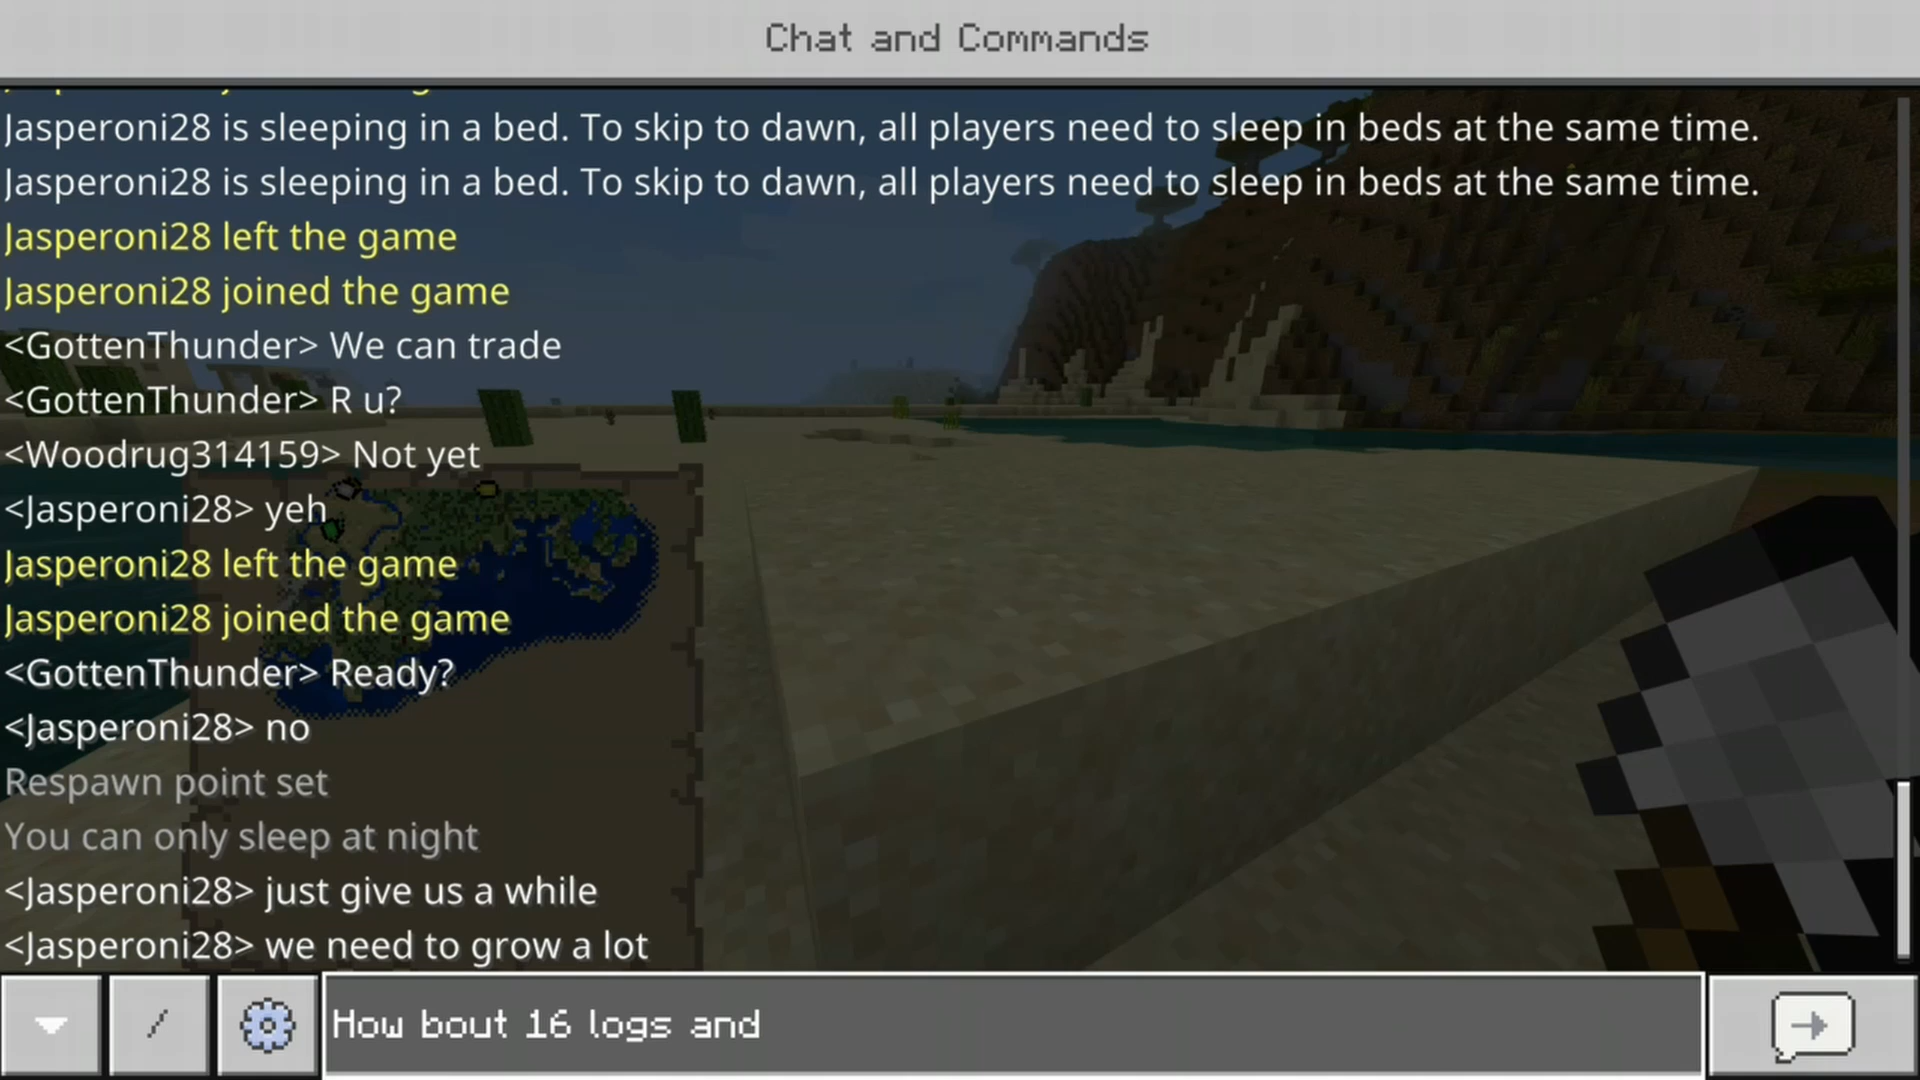 Chat and Commands
Jasperoni28 is sleeping in a bed. To skip to dawn, all players need to sleep in beds at the same time.
Jasperoni28 is sleeping in a bed. To skip to dawn, all players need to sleep in beds at the same time.
Jasperoni28 left the game
Jasperoni28 joined the game
<GottenThunder> We can trade
<GottenThunder> R u?
<Woodrug314159> Not yet
<Jasperoni28> yeh
Jasperoni28 left the game
Jasperoni28 joined the game
<GottenThunder> Ready?
<Jasperoni28> no
Respawn point set
You can only sleep at night
<Jasperoni28> just give us a while
<Jasperoni28> we need to grow a lot
/ How bout 16 logs and